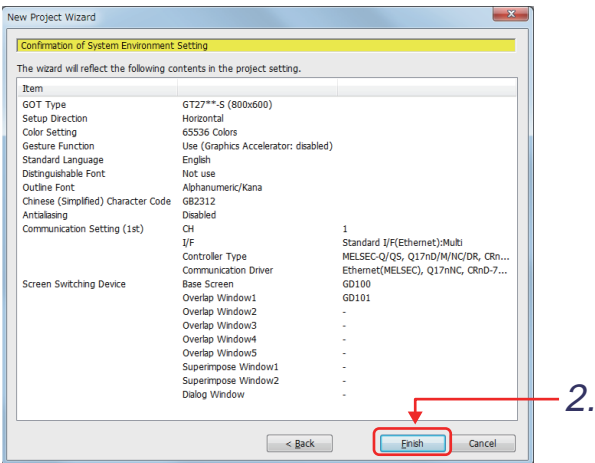 New Project Wizard
Confirmation of System Environment Setting
The wizard will reflect the following contents in the project setting.
Item
GOT Type GT27**-S (800x600)
Setup Direction Horizontal
Color Setting 65536 Colors
Gesture Function Use (Graphics Accelerator: disabled)
Standard Language English
Distinguishable Font Not use
Outline Font Alphanumeric/Kana
Chinese (Simplified) Character Code GB2312
Antialiasing Disabled
Communication Setting (1st) CH 1
I/F Standard I/F(Ethernet):Multi
Controller Type MELSEC-Q/QS, Q17nD/M/NC/DR, CRn...
Communication Driver Ethernet(MELSEC), Q17nNC, CRnD-7...
Screen Switching Device Base Screen GD100
Overlap Window1 GD101
Overlap Window2 -
Overlap Window3 -
Overlap Window4 -
Overlap Window5 -
Superimpose Window1 -
Superimpose Window2 -
Dialog Window -
2.
< Back Finish Cancel